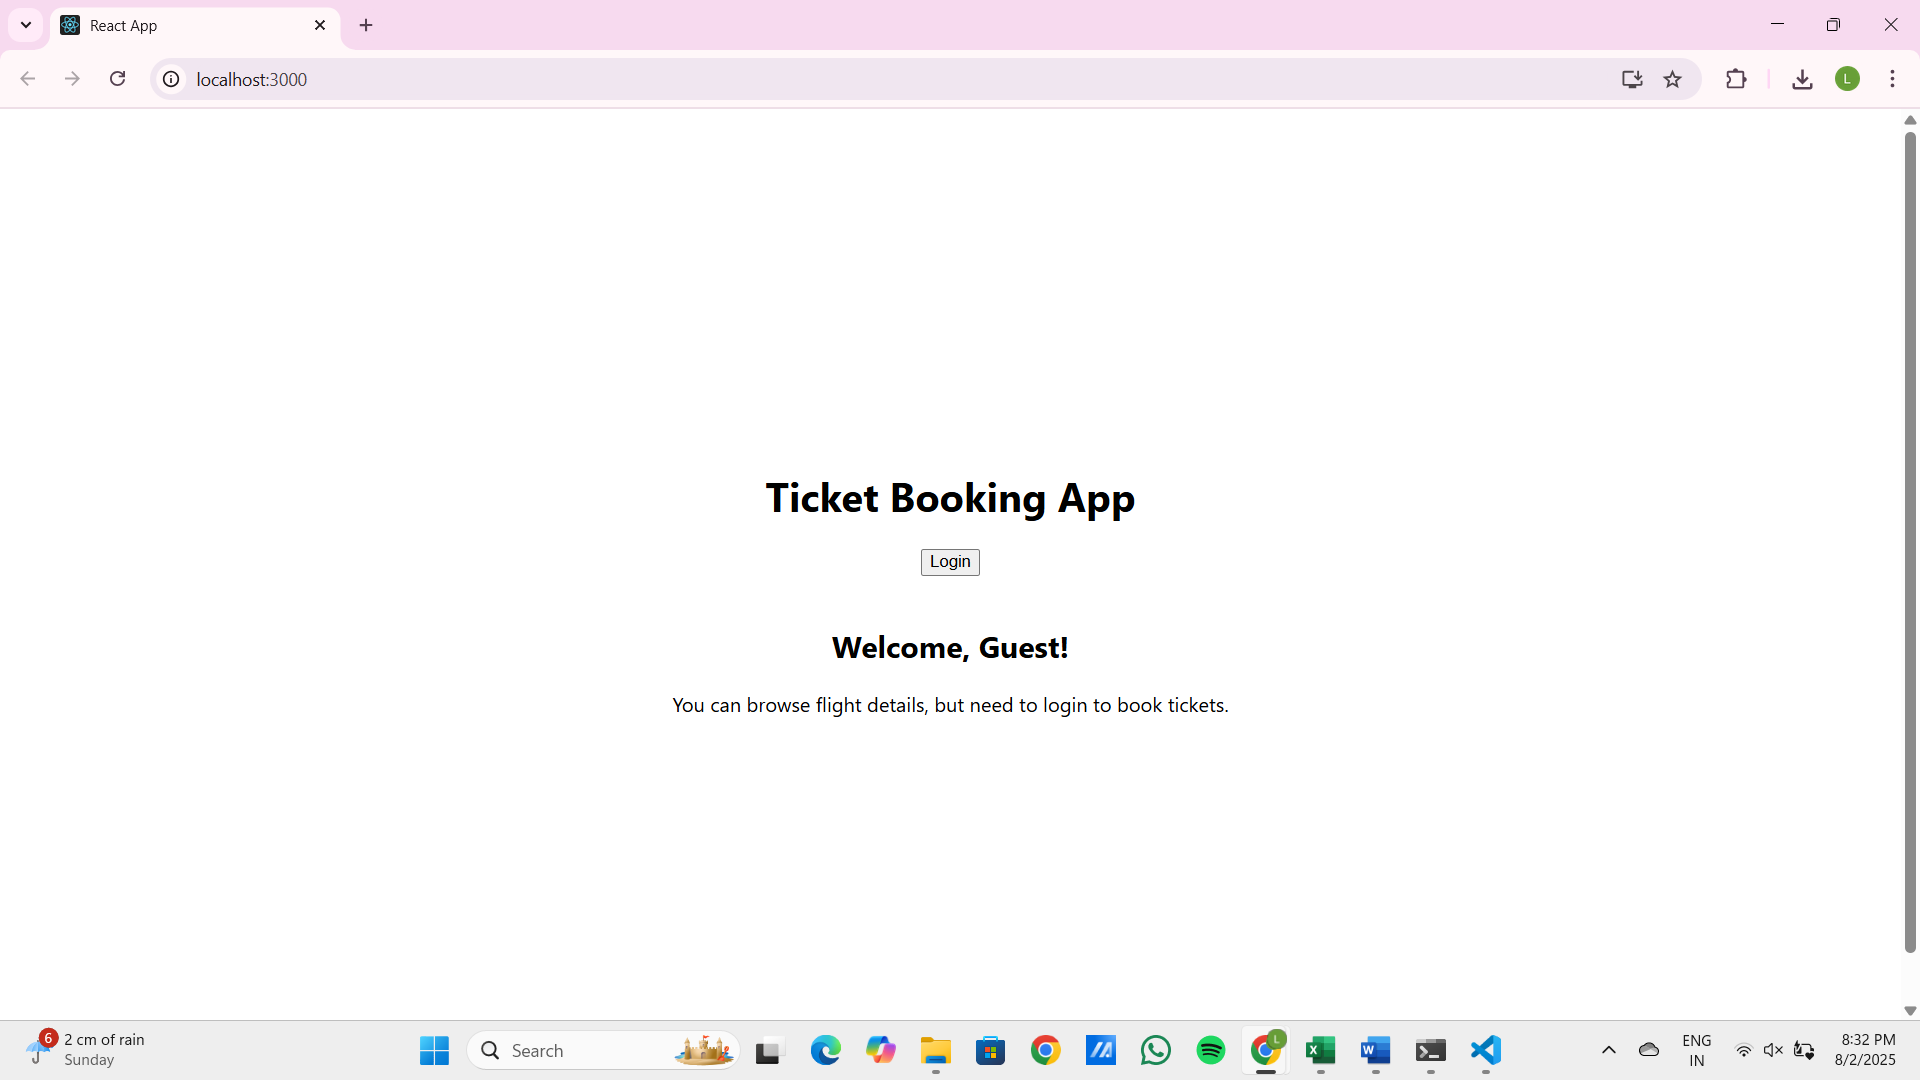 React App
localhost:3000
L
Ticket Booking App
Login
Welcome, Guest!
You can browse flight details, but need to login to book tickets.
6
2 cm of rain
Sunday
Search
L
ENG
IN
8:32 PM
8/2/2025